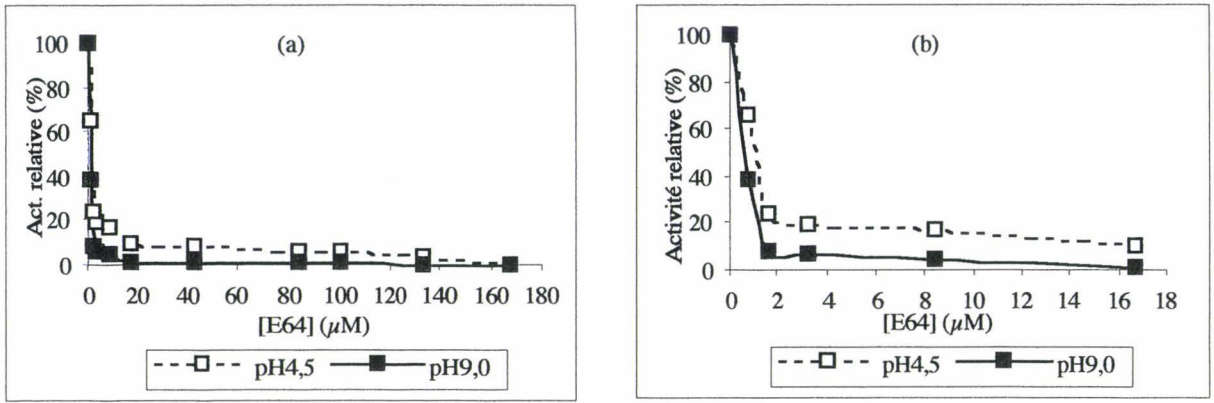 (a)
Act. relative (%)
100
80
60
40
20
0
0 20 40 60 80 100 120 140 160 180
[E64] (µM)
pH4,5 pH9,0
(b)
Activité relative (%)
100
80
60
40
20
0
0 2 4 6 8 10 12 14 16 18
[E64] (µM)
pH4,5 pH9,0